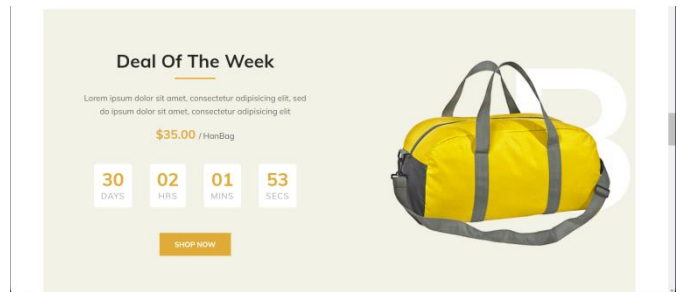 Deal Of The Week
Lorem ipsum dolor sit amet, consectetur adipisicing elit, sed
do ipsum dolor sit amet, consectetur adipisicing elit
$35.00 / HanBag
30 02 01 53
DAYS HRS MINS SECS
SHOP NOW
B